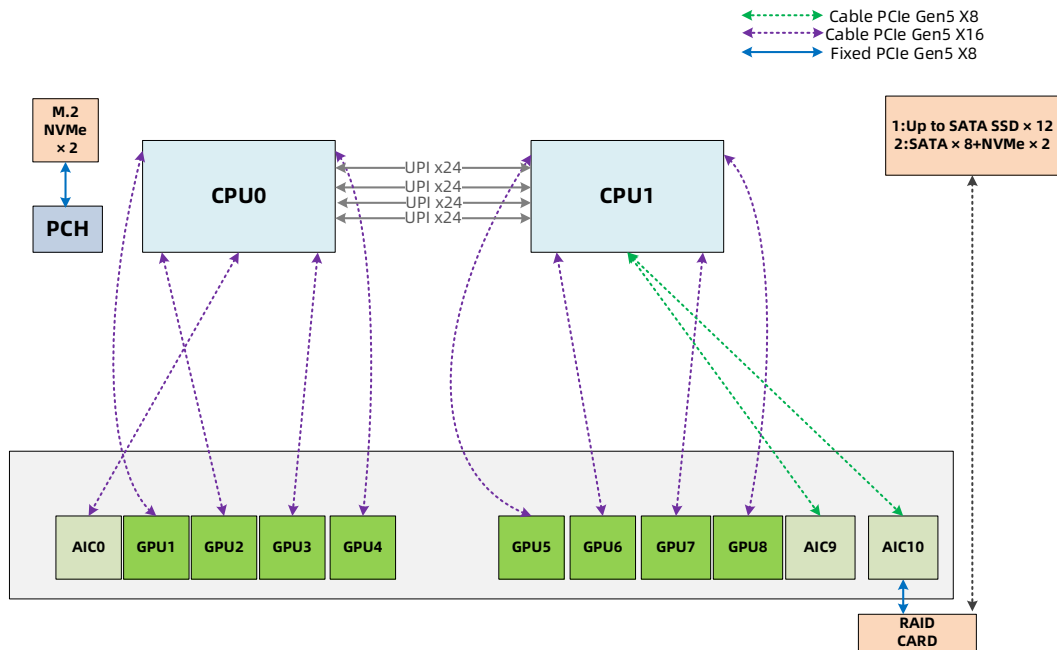 Cable PCIe Gen5 X8
Cable PCIe Gen5 X16
Fixed PCIe Gen5 X8
M.2
NVMe
× 2
PCH
CPU0
UPI x24
UPI x24
UPI x24
UPI x24
CPU1
1:Up to SATA SSD × 12
2:SATA × 8+NVMe × 2
AIC0
GPU1
GPU2
GPU3
GPU4
GPU5
GPU6
GPU7
GPU8
AIC9
AIC10
RAID
CARD